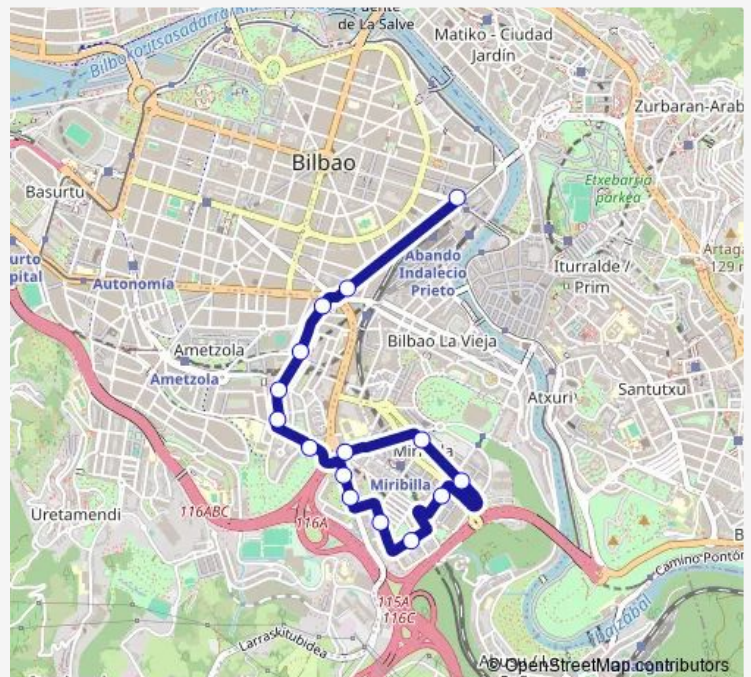 de La Salve
Matiko - Ciudad
Jardín
Bilboko itsasadarra
Zurbaran-Arab
Bilbao
Basurtu
Etxebarria
parkea
Abando
Indalecio
Prieto
Artaga
129 m
urto
pital
Autonomía
Iturralde /
Prim
Ametzola
Bilbao La Vieja
Ametzola
Atxuri
Santutxu
Miribilla
116ABC
Uretamendi
116A
B
Camino Pontón
115A
116C
Larraskitubidea
© OpenStreetMap contributors